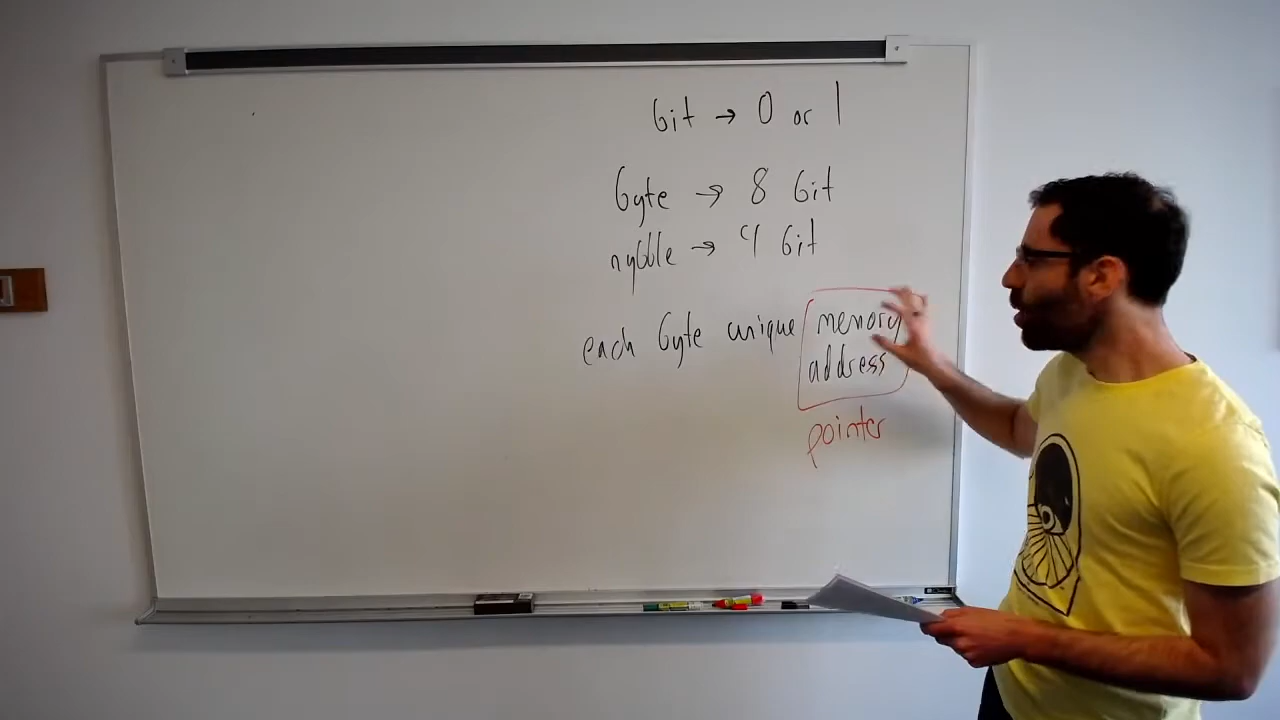 bit → 0 or 1
byte → 8 bit
nybble → 4 bit
each byte unique memory
address
pointer